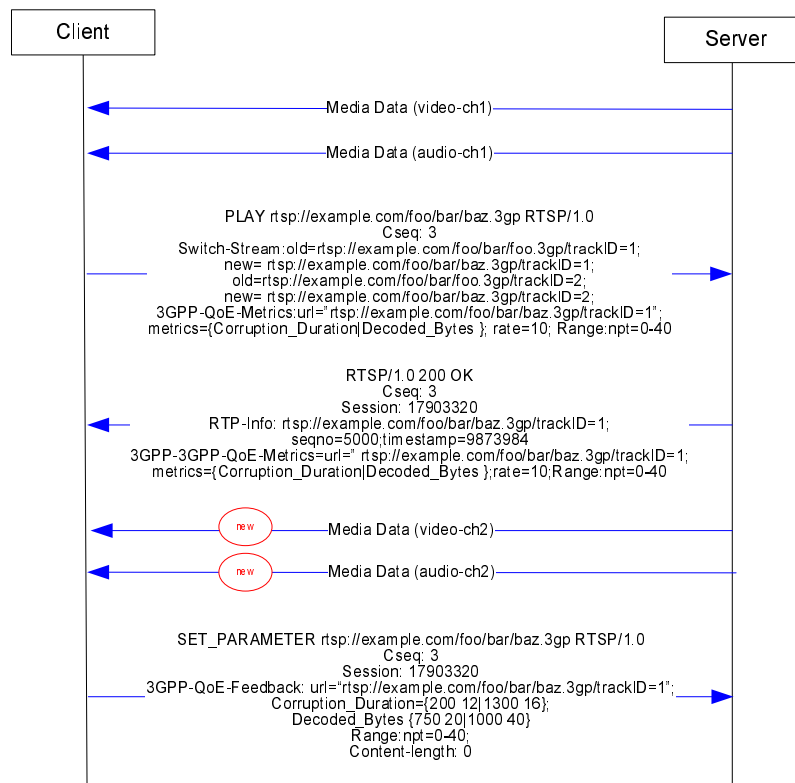 Client
Server
Media Data (video-ch1)
Media Data (audio-ch1)
PLAY rtsp://example.com/foo/bar/baz.3gp RTSP/1.0
Cseq: 3
Switch-Stream:old=rtsp://example.com/foo/bar/foo.3gp/trackID=1;
new= rtsp://example.com/foo/bar/baz.3gp/trackID=1;
old=rtsp://example.com/foo/bar/foo.3gp/trackID=2;
new= rtsp://example.com/foo/bar/baz.3gp/trackID=2;
3GPP-QoE-Metrics:url=”rtsp://example.com/foo/bar/baz.3gp/trackID=1”;
metrics={Corruption_Duration|Decoded_Bytes }; rate=10; Range:npt=0-40
RTSP/1.0 200 OK
Cseq: 3
Session: 17903320
RTP-Info: rtsp://example.com/foo/bar/baz.3gp/trackID=1;
seqno=5000;timestamp=9873984
3GPP-3GPP-QoE-Metrics=url=” rtsp://example.com/foo/bar/baz.3gp/trackID=1;
metrics={Corruption_Duration|Decoded_Bytes };rate=10;Range:npt=0-40
new
Media Data (video-ch2)
new
Media Data (audio-ch2)
SET_PARAMETER rtsp://example.com/foo/bar/baz.3gp RTSP/1.0
Cseq: 3
Session: 17903320
3GPP-QoE-Feedback: url=“rtsp://example.com/foo/bar/baz.3gp/trackID=1”;
Corruption_Duration={200 12|1300 16};
Decoded_Bytes {750 20|1000 40}
Range:npt=0-40;
Content-length: 0